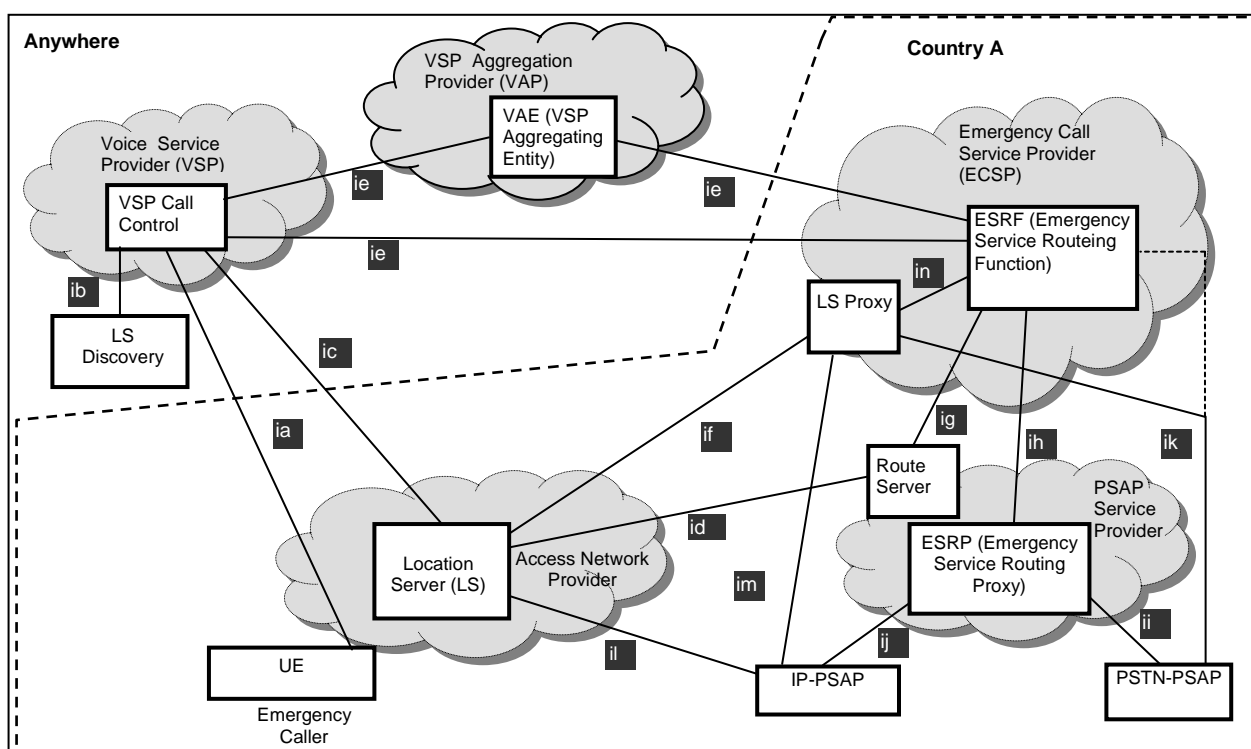 Anywhere
Country A
VSP Aggregation
Provider (VAP)
VAE (VSP
Aggregating
Entity)
Voice Service
Provider (VSP)
VSP Call
Control
Emergency Call
Service Provider
(ECSP)
ESRF (Emergency
Service Routeing
Function)
ie
ie
ie
ib
LS
Discovery
in
LS Proxy
ic
ia
if
ig
ih
ik
Route
Server
PSAP
Service
Provider
id
ESRP (Emergency
Service Routing
Proxy)
Location
Server (LS)
Access Network
Provider
im
ij
ii
il
UE
Emergency
Caller
IP-PSAP
PSTN-PSAP